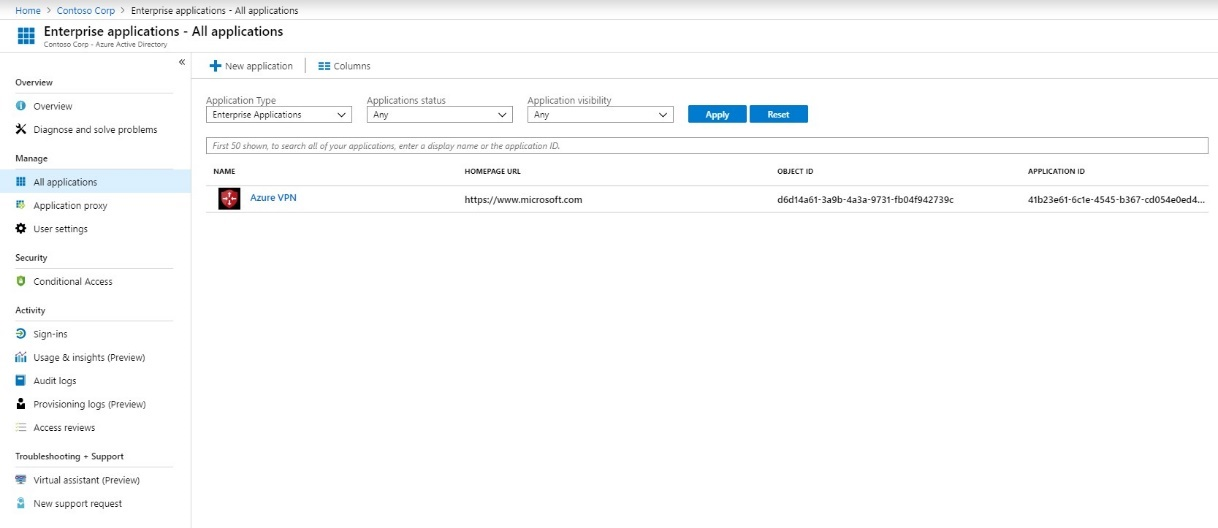 Home > Contoso Corp > Enterprise applications - All applications
Enterprise applications - All applications
Contoso Corp - Azure Active Directory
«
Overview
Overview
Diagnose and solve problems
Manage
All applications
Application proxy
User settings
Security
Conditional Access
Activity
Sign-ins
Usage & insights (Preview)
Audit logs
Provisioning logs (Preview)
Access reviews
Troubleshooting + Support
Virtual assistant (Preview)
New support request
New application Columns
Application Type Applications status Application visibility
Enterprise Applications Any Any Apply Reset
First 50 shown, to search all of your applications, enter a display name or the application ID.
NAME HOMEPAGE URL OBJECT ID APPLICATION ID
Azure VPN https://www.microsoft.com d6d14a61-3a9b-4a3a-9731-fb04f942739c 41b23e61-6c1e-4545-b367-cd054e0ed4...